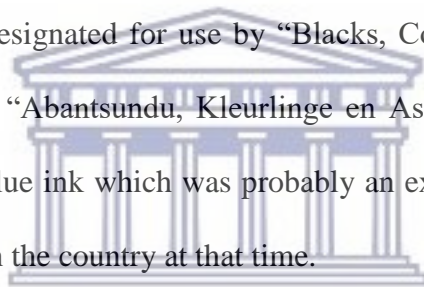 esignated for use by “Blacks, Co
“Abantsundu, Kleurlinge en As
lue ink which was probably an ex
the country at that time.